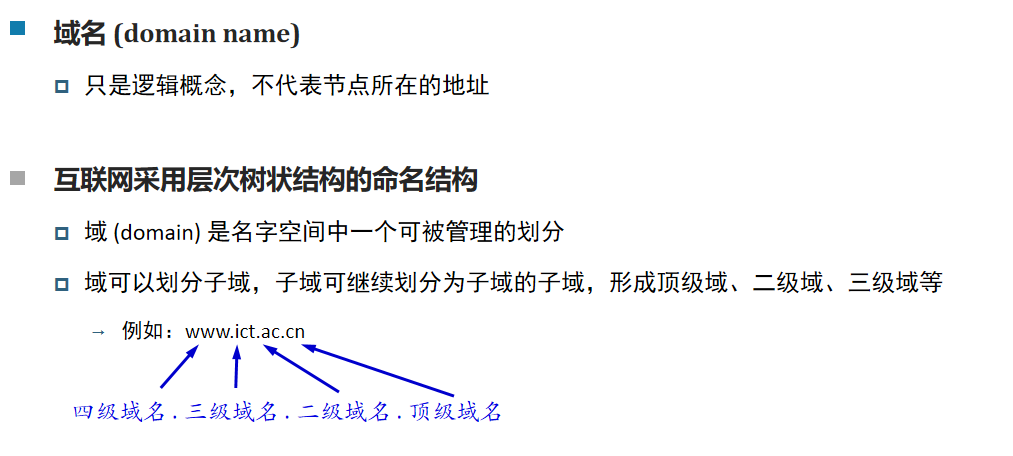 域名 (domain name)
只是逻辑概念，不代表节点所在的地址
互联网采用层次树状结构的命名结构
域 (domain) 是名字空间中一个可被管理的划分
域可以划分子域，子域可继续划分为子域的子域，形成顶级域、二级域、三级域等
→ 例如：www.ict.ac.cn
四级域名 . 三级域名 . 二级域名 . 顶级域名